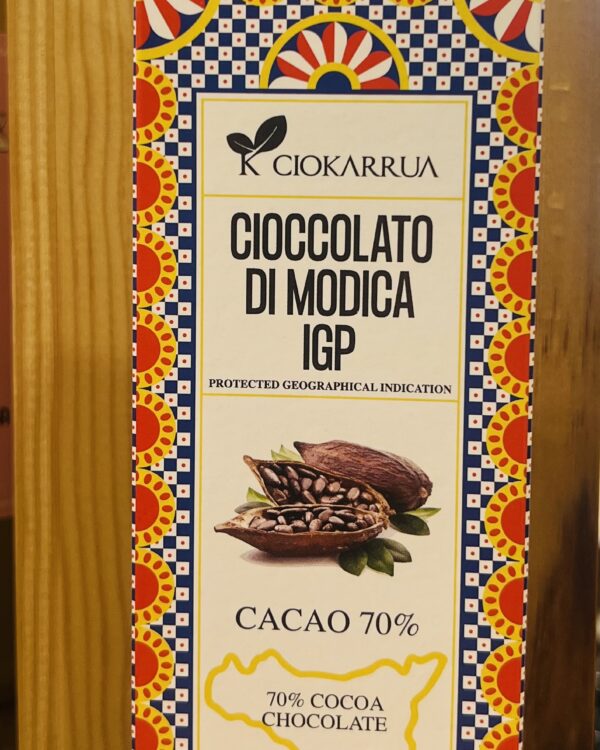 K CIOKARRUA
CIOCCOLATO
DI MODICA
IGP
PROTECTED GEOGRAPHICAL INDICATION
CACAO 70%
70% COCOA
CHOCOLATE